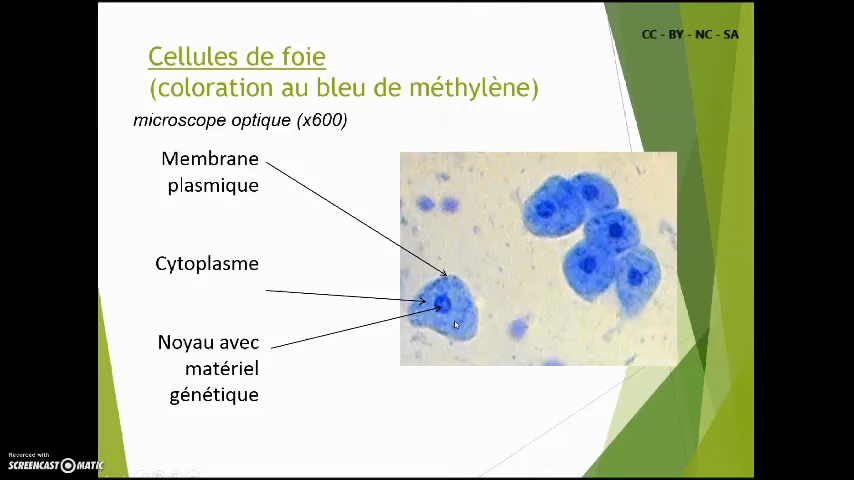 CC - BY - NC - SA
Cellules de foie
(coloration au bleu de méthylène)
microscope optique (x600)
Membrane
plasmique
Cytoplasme
Noyau avec
matériel
génétique
Recorded with
SCREENCAST MATIC